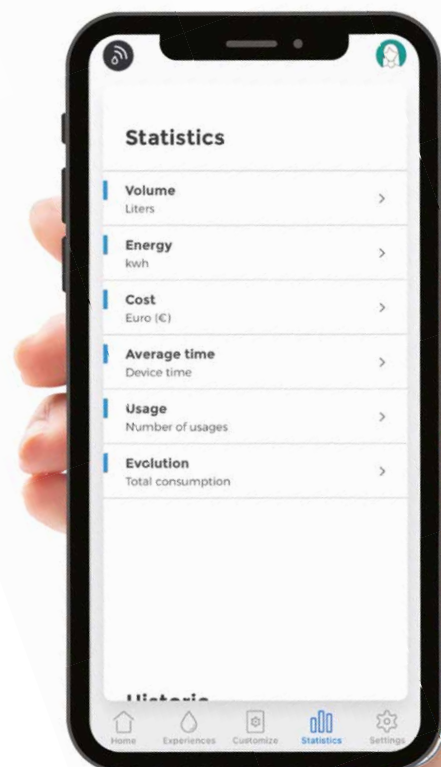 Statistics
Volume
Liters
Energy
kwh
Cost
Euro (€)
Average time
Device time
Usage
Number of usages
Evolution
Total consumption
Home Experiences Customize Statistics Settings